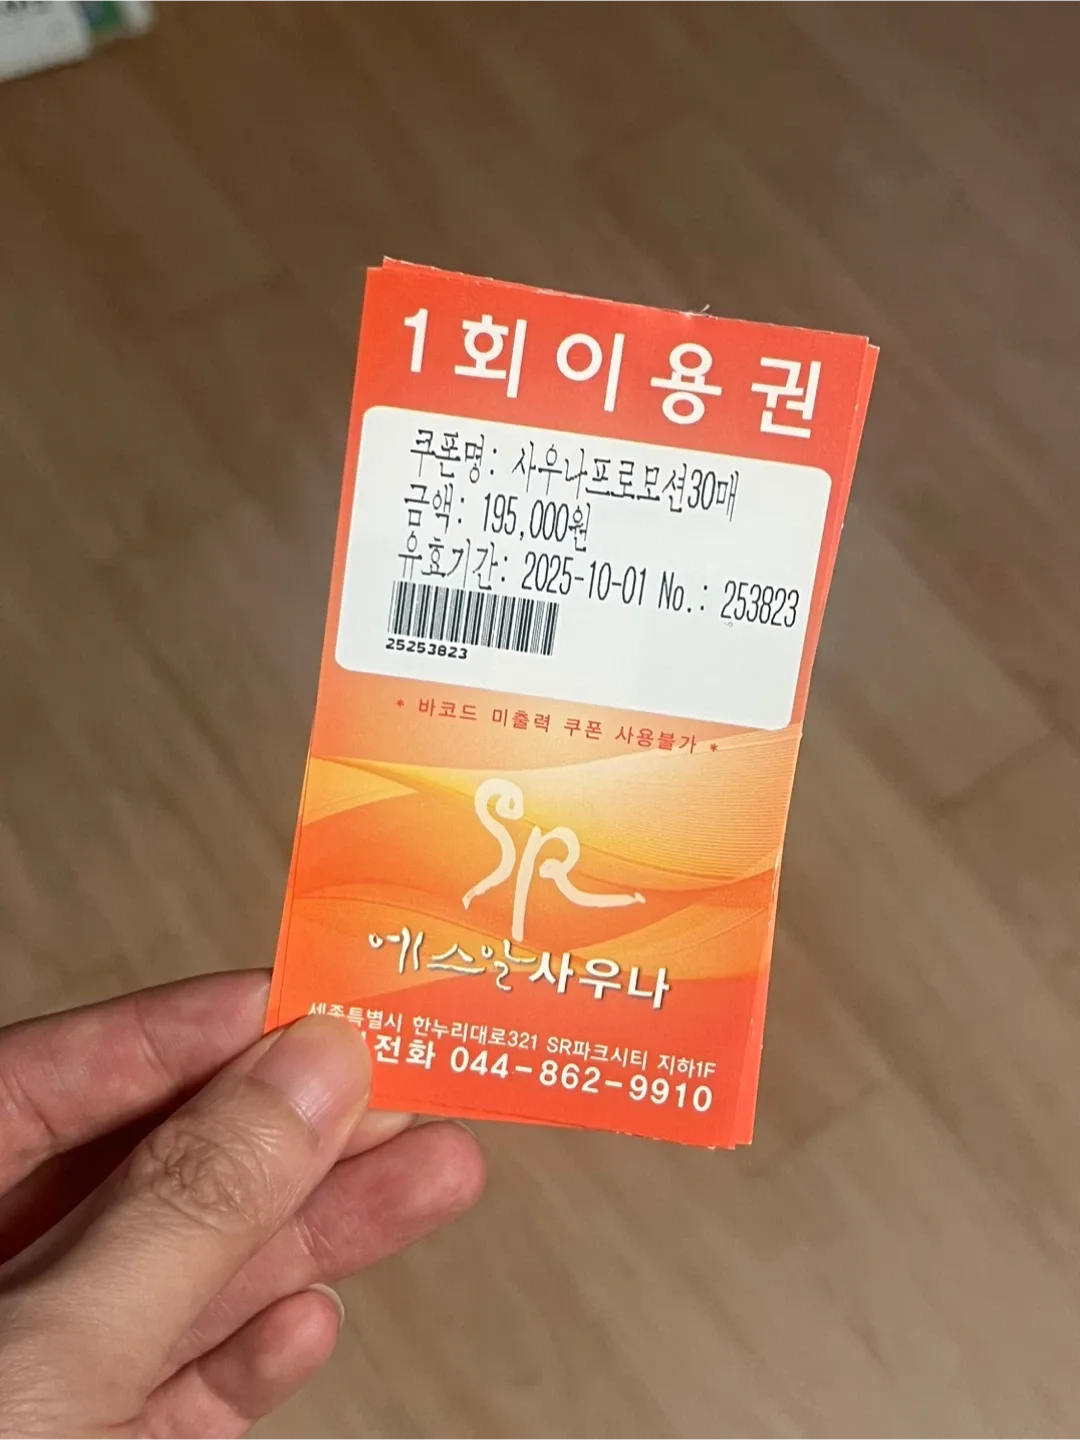 1회이용권
쿠폰명: 사우나프로모션30매
금액: 195,000원
유효기간: 2025-10-01 No.: 253823
25253823
* 바코드 미출력 쿠폰 사용불가 *
SR
에스알사우나
세종특별시 한누리대로321 SR파크시티 지하1F
전화 044-862-9910